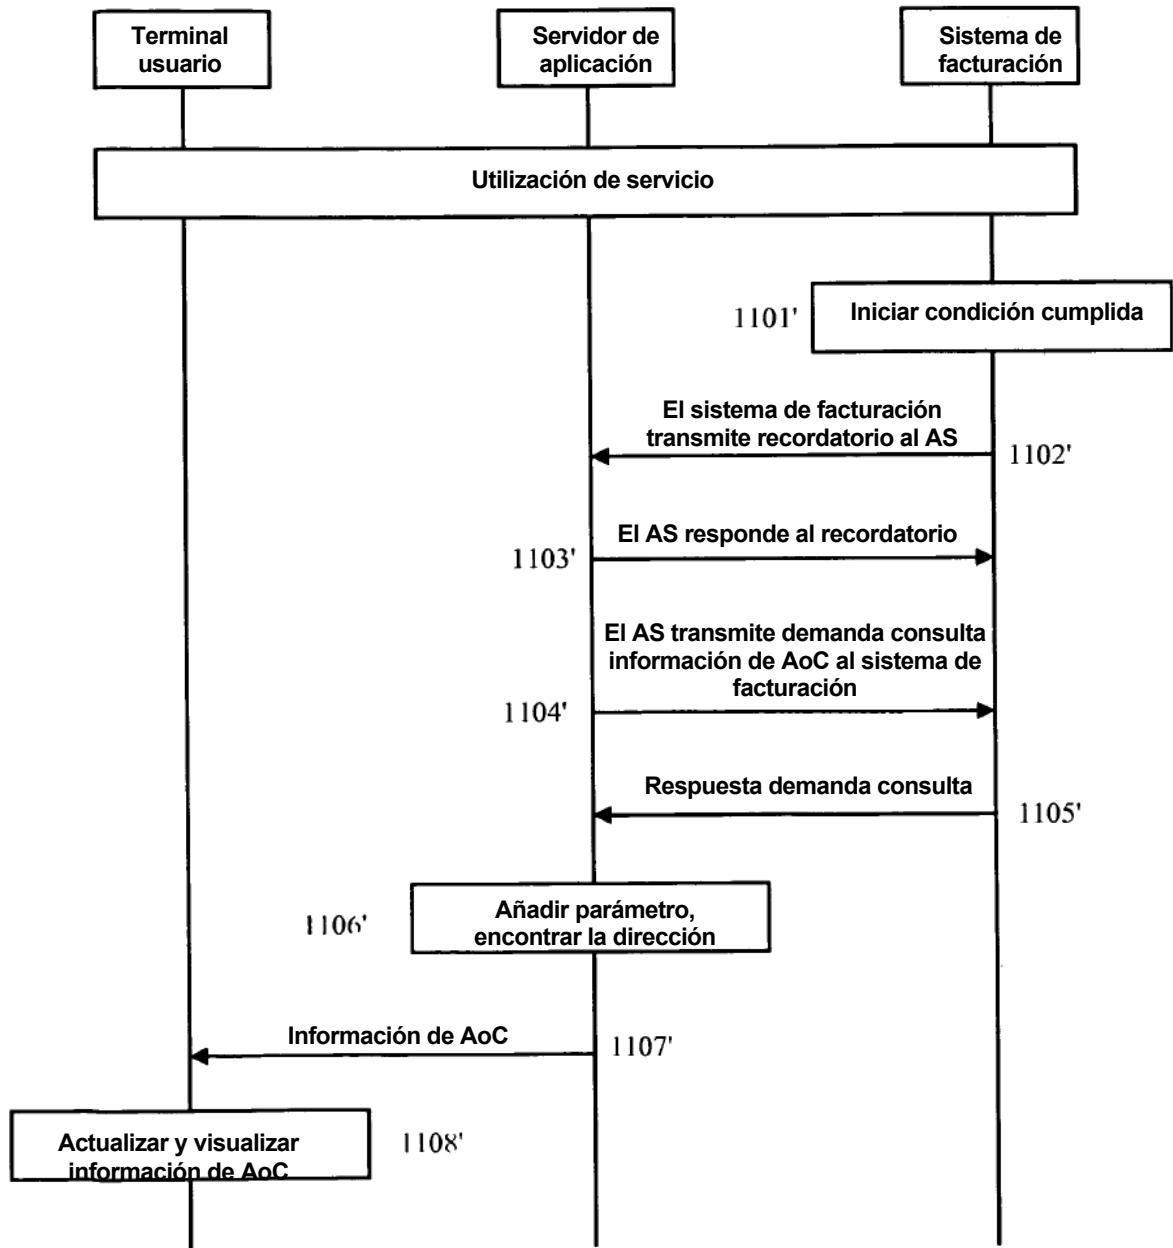 Terminal
usuario
Servidor de
aplicación
Sistema de
facturación
Utilización de servicio
1101'
Iniciar condición cumplida
El sistema de facturación
transmite recordatorio al AS
1102'
El AS responde al recordatorio
1103'
El AS transmite demanda consulta
información de AoC al sistema de
facturación
1104'
Respuesta demanda consulta
1105'
1106'
Añadir parámetro,
encontrar la dirección
Información de AoC
1107'
Actualizar y visualizar
información de AoC
1108'